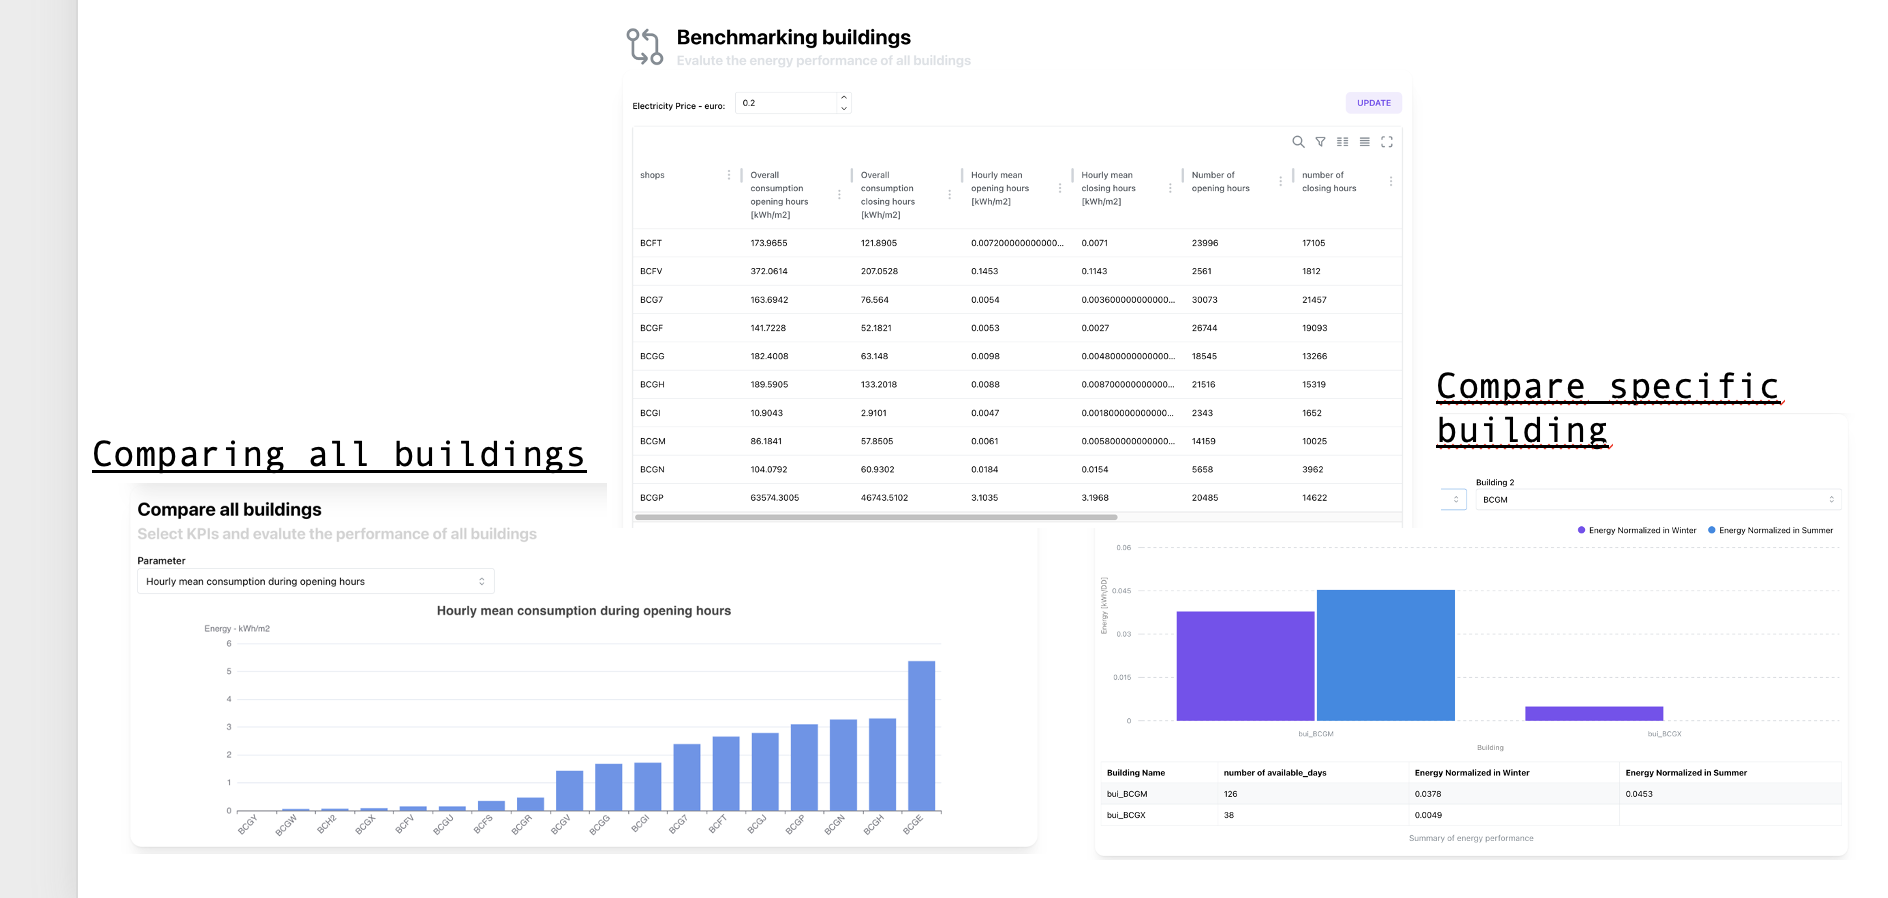 Benchmarking buildings
Evalute the energy performance of all buildings
Electricity Price - euro: 0.2 UPDATE
shops
Overall consumption opening hours [kWh/m2]
Overall consumption closing hours [kWh/m2]
Hourly mean opening hours [kWh/m2]
Hourly mean closing hours [kWh/m2]
Number of opening hours
number of closing hours
BCFT 173.9655 121.8905 0.007200000000000... 0.0071 23996 17105
BCFV 372.0614 207.0528 0.1453 0.1143 2561 1812
BCG7 163.6942 76.564 0.0054 0.003600000000000... 30073 21457
BCGF 141.7228 52.1821 0.0053 0.0027 26744 19093
BCGG 182.4008 63.148 0.0098 0.004800000000000... 18545 13266
BCGH 189.5905 133.2018 0.0088 0.008700000000000... 21516 15319
BCGI 10.9043 2.9101 0.0047 0.001800000000000... 2343 1652
BCGM 86.1841 57.8505 0.0061 0.005800000000000... 14159 10025
BCGN 104.0792 60.9302 0.0184 0.0154 5658 3962
BCGP 63574.3005 46743.5102 3.1035 3.1968 20485 14622
Comparing all buildings
Compare all buildings
Select KPIs and evalute the performance of all buildings
Parameter
Hourly mean consumption during opening hours
Hourly mean consumption during opening hours
Energy - kWh/m2
6
5
4
3
2
1
0
BCGY BCGW BCH2 BCGX BCFV BCGU BCFS BCGR BCGV BCGG BCGI BCG7 BCFT BCGJ BCGP BCGN BCGH BCGE
Compare specific
building
Building 2
BCGM
Energy Normalized in Winter Energy Normalized in Summer
Energy [kWh/DD]
0.06
0.045
0.03
0.015
0
bui_BCGM bui_BCGX
Building
Building Name number of available_days Energy Normalized in Winter Energy Normalized in Summer
bui_BCGM 126 0.0378 0.0453
bui_BCGX 38 0.0049
Summary of energy performance